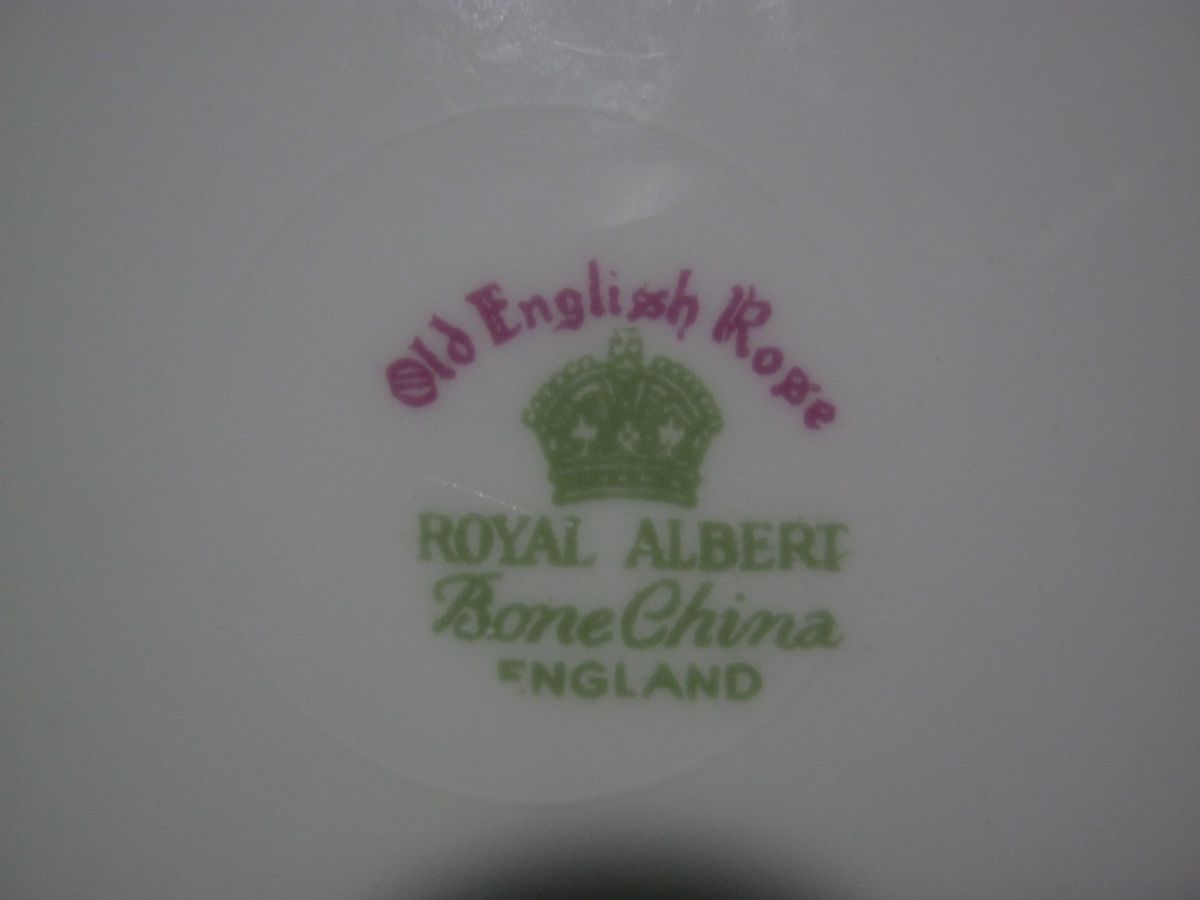 Old English Rose
ROYAL ALBERT
Bone China
ENGLAND